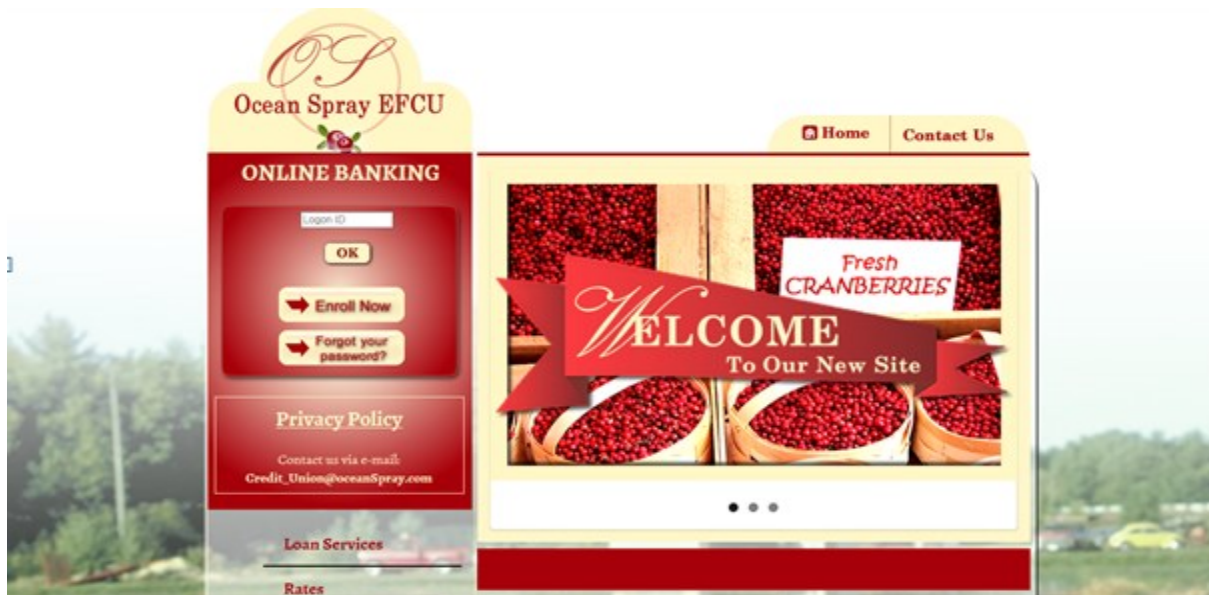 OS
Ocean Spray EFCU
Home
Contact Us
ONLINE BANKING
Logon ID
OK
Enroll Now
Forgot your
password?
Privacy Policy
Contact us via e-mail:
Credit_Union@oceanSpray.com
Loan Services
Rates
Fresh
CRANBERRIES
WELCOME
To Our New Site